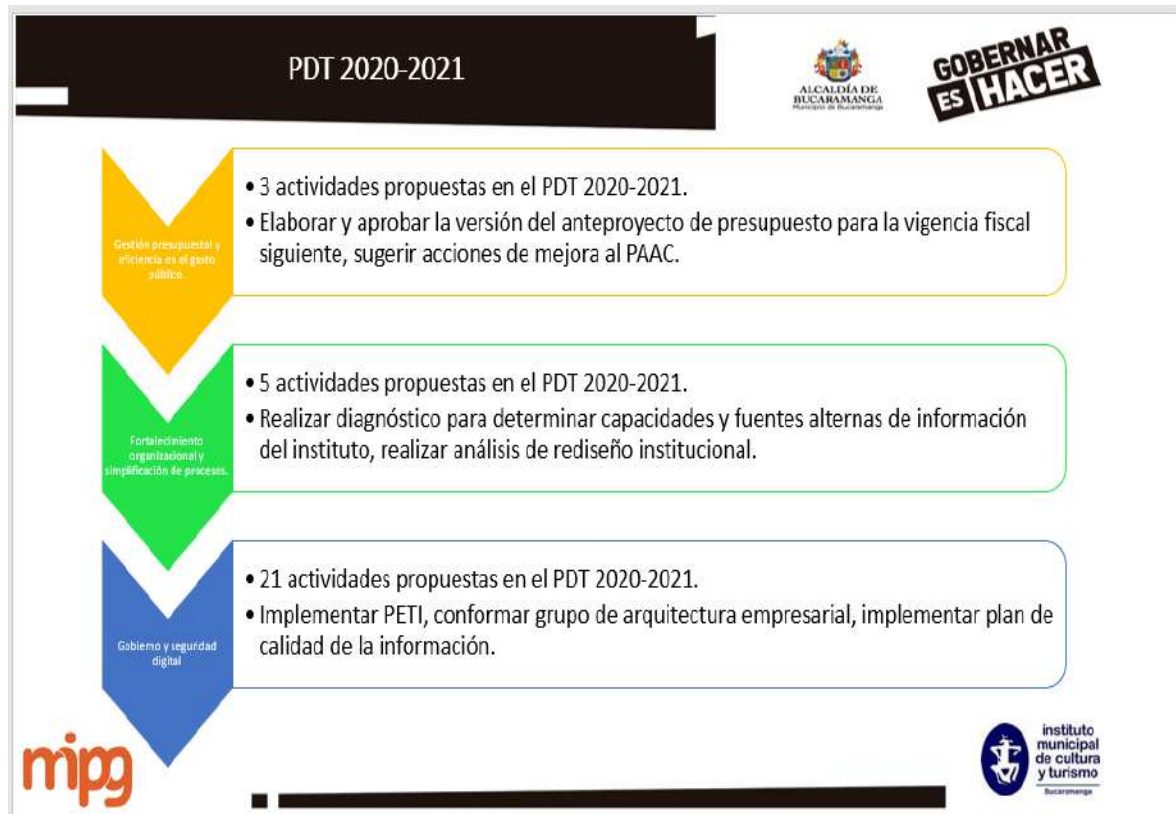 PDT 2020-2021
ALCALDÍA DE
BUCARAMANGA
Municipio de Bucaramanga
GOBERNAR
ES HACER
Gestión presupuestal y
eficiencia en el gasto
público.
• 3 actividades propuestas en el PDT 2020-2021.
• Elaborar y aprobar la versión del anteproyecto de presupuesto para la vigencia fiscal
siguiente, sugerir acciones de mejora al PAAC.
Fortalecimiento
organizacional y
simplificación de procesos.
• 5 actividades propuestas en el PDT 2020-2021.
• Realizar diagnóstico para determinar capacidades y fuentes alternas de información
del instituto, realizar análisis de rediseño institucional.
Gobierno y seguridad
digital
• 21 actividades propuestas en el PDT 2020-2021.
• Implementar PETI, conformar grupo de arquitectura empresarial, implementar plan de
calidad de la información.
mipg
instituto
municipal
de cultura
y turismo
Bucaramanga